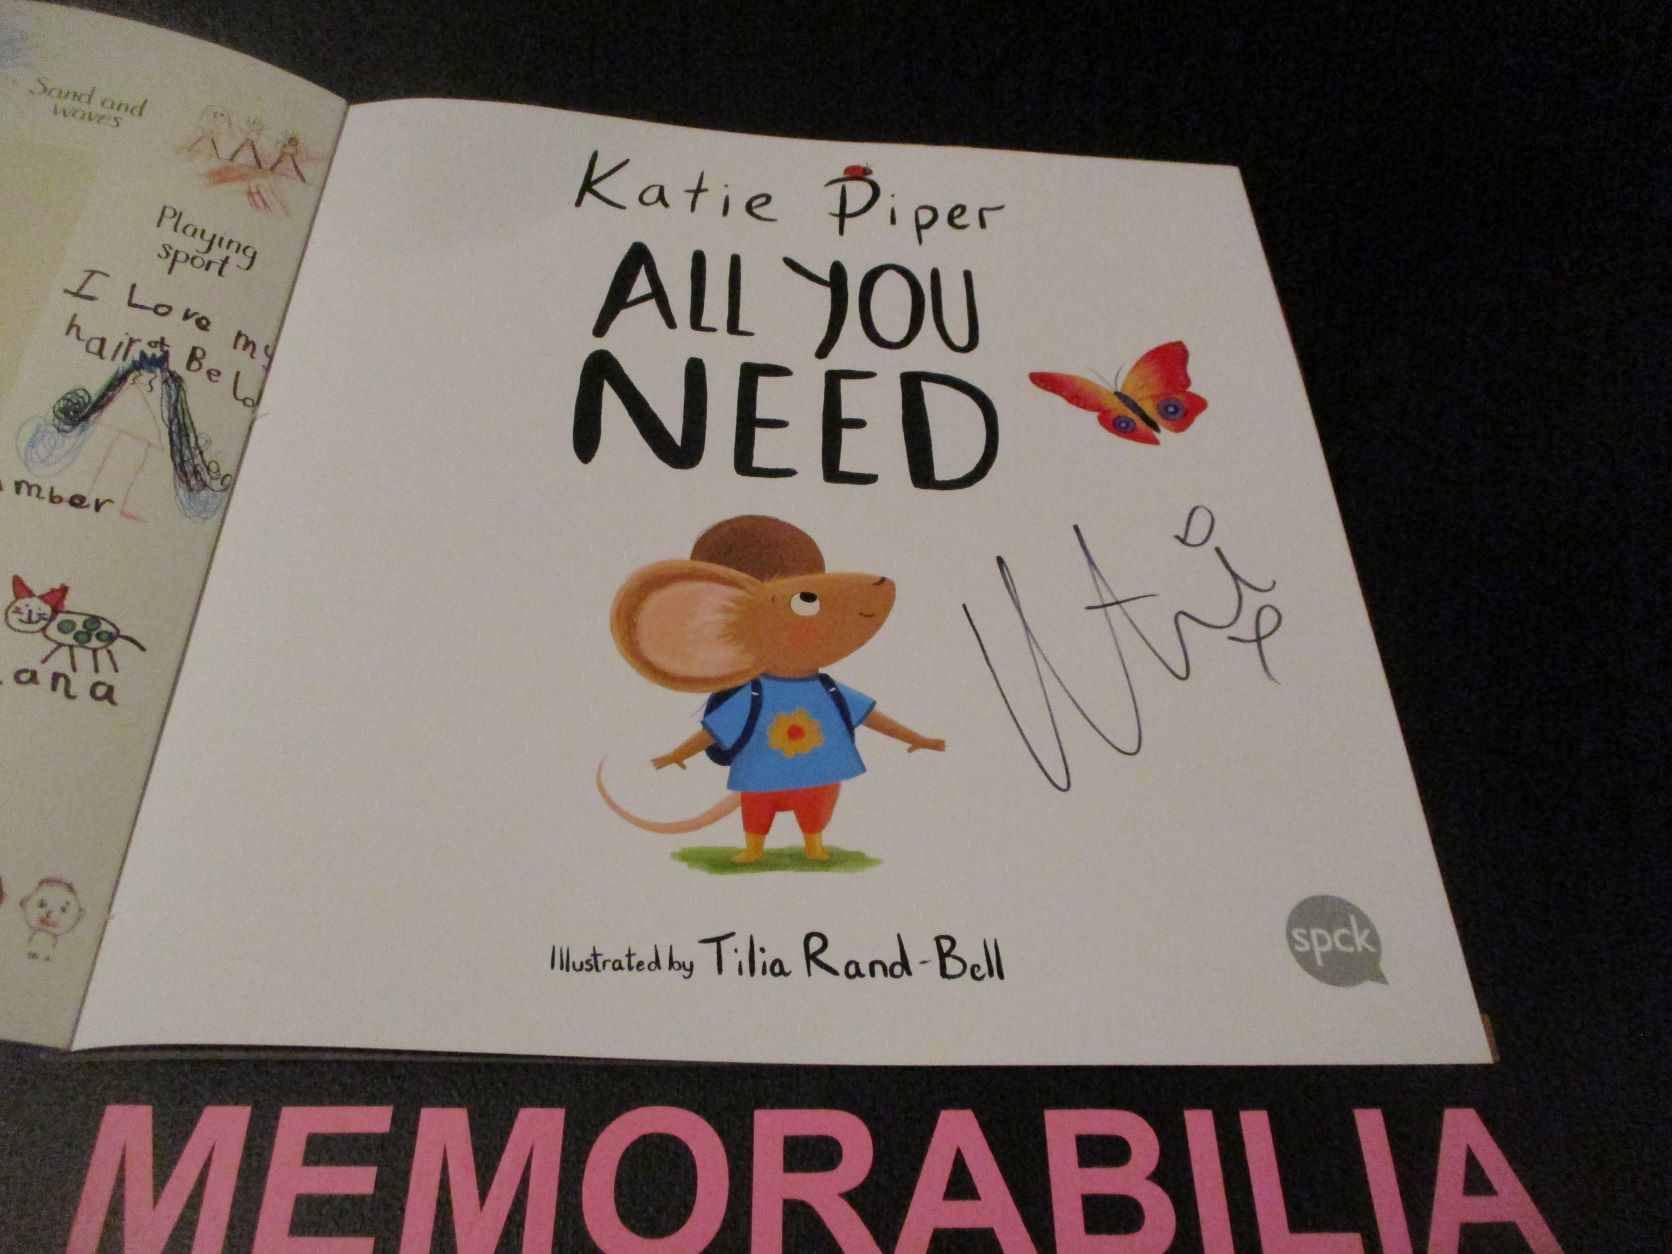 Sand and
waves
Playing
sport
I Love my
hair
mber
ana
Katie Piper
ALL YOU
NEED
Illustrated by Tilia Rand-Bell
spck
MEMORABILIA